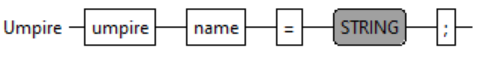 Umpire umpire name = STRING ;